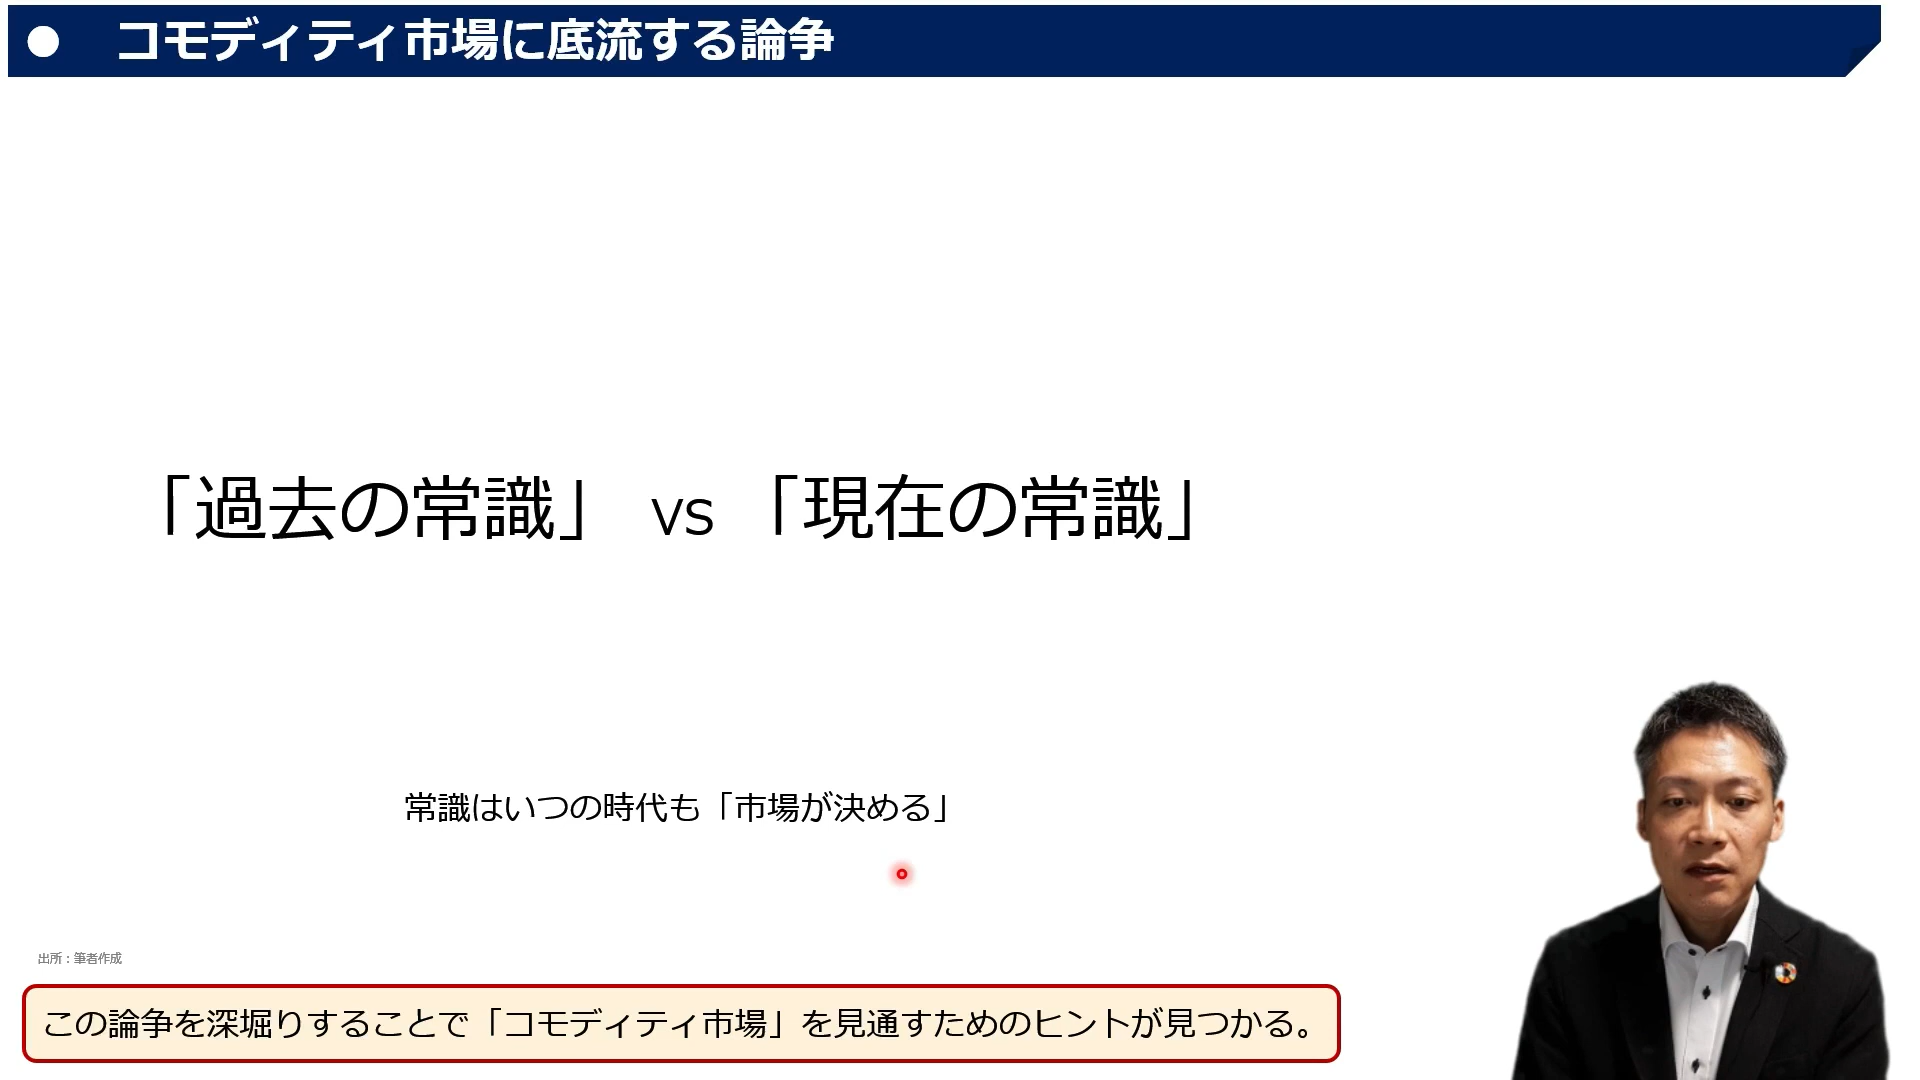 コモディティ市場に底流する論争
「過去の常識」 vs 「現在の常識」
常識はいつの時代も「市場が決める」
出所：筆者作成
この論争を深堀りすることで「コモディティ市場」を見通すためのヒントが見つかる。